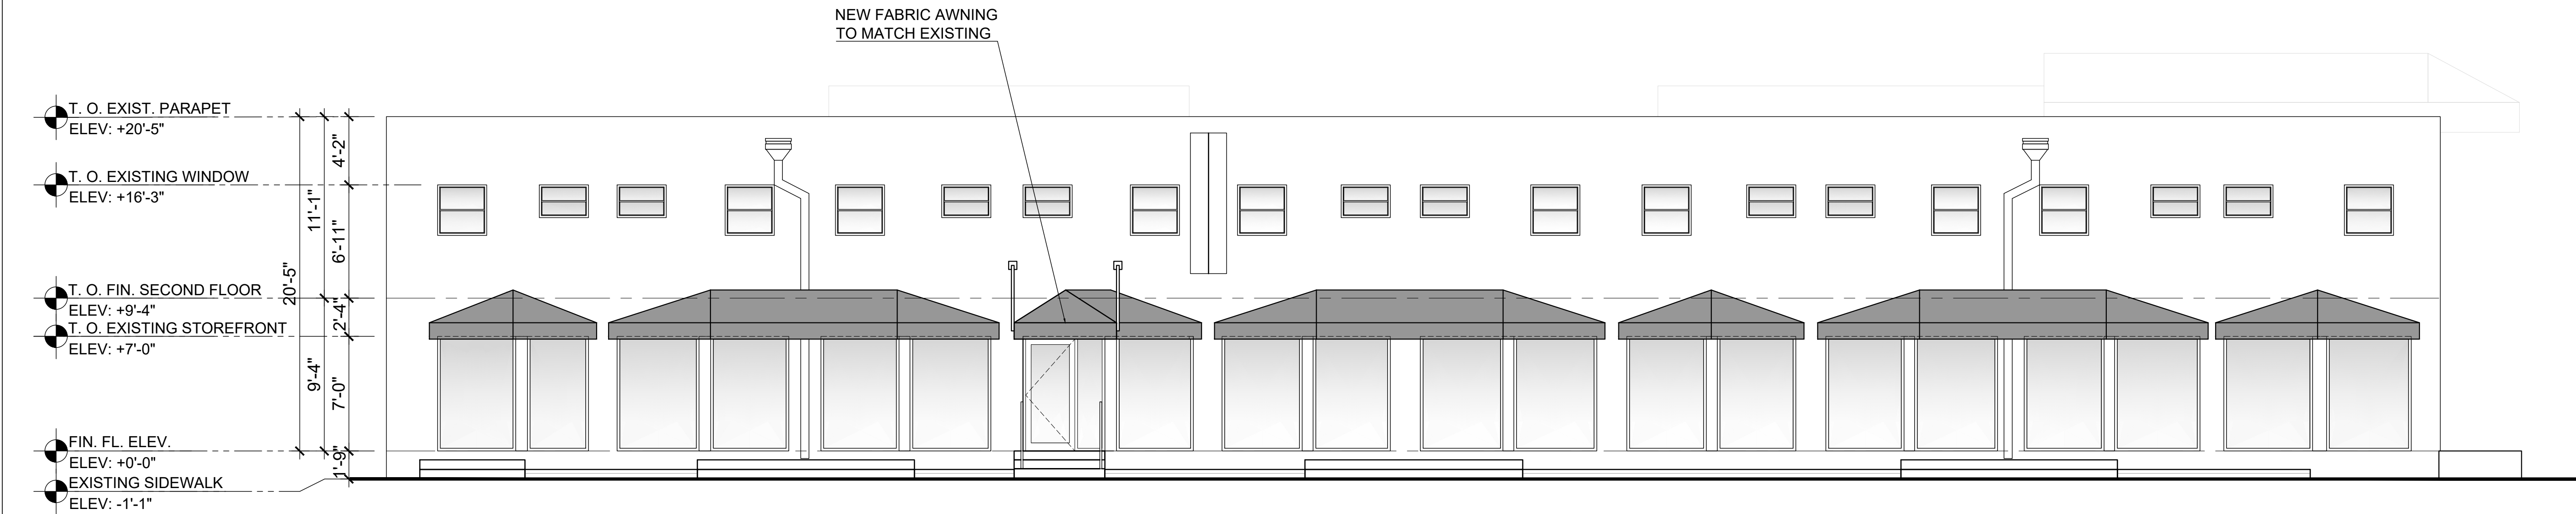 NEW FABRIC AWNING
TO MATCH EXISTING
T. O. EXIST. PARAPET
ELEV: +20'-5"
T. O. EXISTING WINDOW
ELEV: +16'-3"
T. O. FIN. SECOND FLOOR
ELEV: +9'-4"
T. O. EXISTING STOREFRONT
ELEV: +7'-0"
FIN. FL. ELEV.
ELEV: +0'-0"
EXISTING SIDEWALK
ELEV: -1'-1"
20'-5"
11'-1"
9'-4"
4'-2"
6'-11"
2'-4"
7'-0"
1'-9"